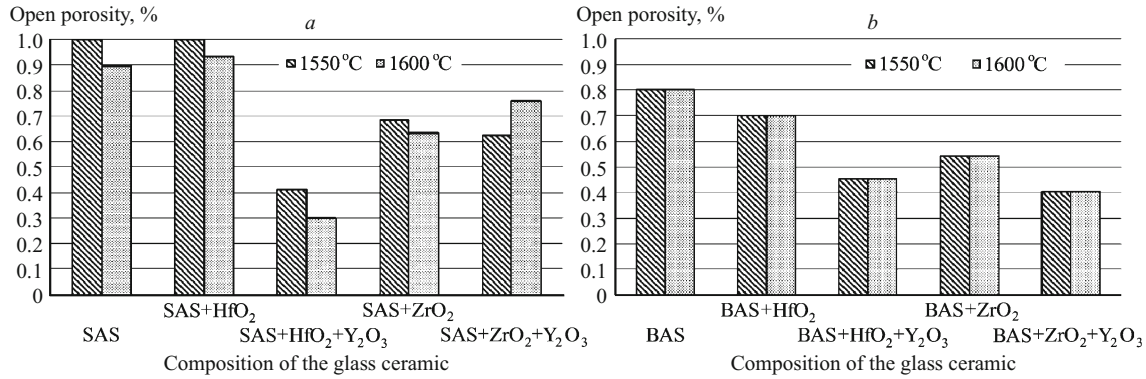 Open porosity, %
a
1.0
0.9
0.8
0.7
0.6
0.5
0.4
0.3
0.2
0.1
0
1550 °C 1600 °C
SAS+HfO₂ SAS+ZrO₂
SAS SAS+HfO₂+Y₂O₃ SAS+ZrO₂+Y₂O₃
Composition of the glass ceramic
Open porosity, %
b
1.0
0.9
0.8
0.7
0.6
0.5
0.4
0.3
0.2
0.1
0
1550 °C 1600 °C
BAS+HfO₂ BAS+ZrO₂
BAS BAS+HfO₂+Y₂O₃ BAS+ZrO₂+Y₂O₃
Composition of the glass ceramic